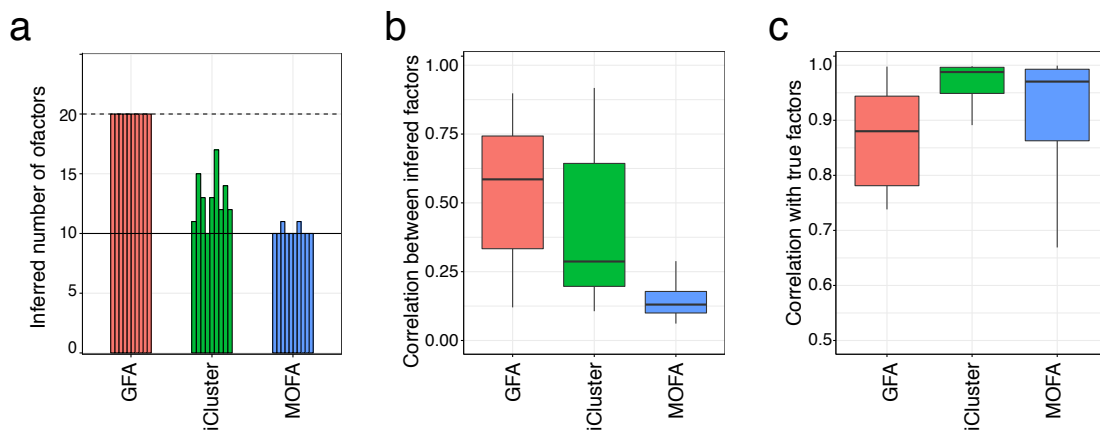 a
Inferred number of ofactors
20
15
10
5
0
GFA
iCluster
MOFA
b
Correlation between infered factors
1.00
0.75
0.50
0.25
0.00
GFA
iCluster
MOFA
c
Correlation with true factors
1.0
0.9
0.8
0.7
0.6
0.5
GFA
iCluster
MOFA